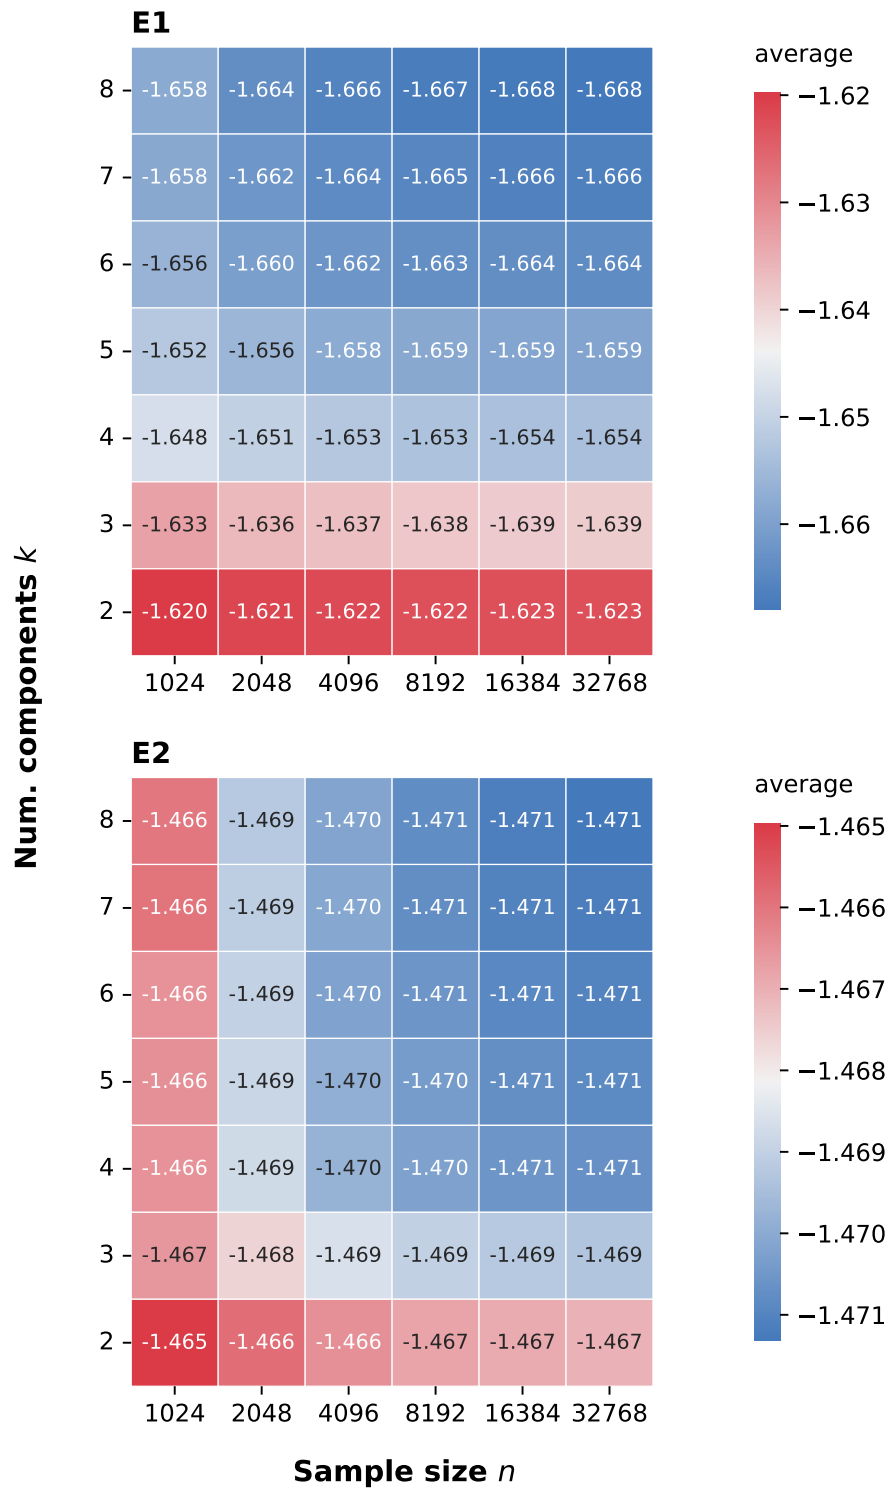 E1
average
8 -1.658 -1.664 -1.666 -1.667 -1.668 -1.668
7 -1.658 -1.662 -1.664 -1.665 -1.666 -1.666
6 -1.656 -1.660 -1.662 -1.663 -1.664 -1.664
5 -1.652 -1.656 -1.658 -1.659 -1.659 -1.659
4 -1.648 -1.651 -1.653 -1.653 -1.654 -1.654
3 -1.633 -1.636 -1.637 -1.638 -1.639 -1.639
2 -1.620 -1.621 -1.622 -1.622 -1.623 -1.623
1024 2048 4096 8192 16384 32768
−1.62
−1.63
−1.64
−1.65
−1.66
Num. components k
E2
average
8 -1.466 -1.469 -1.470 -1.471 -1.471 -1.471
7 -1.466 -1.469 -1.470 -1.471 -1.471 -1.471
6 -1.466 -1.469 -1.470 -1.471 -1.471 -1.471
5 -1.466 -1.469 -1.470 -1.470 -1.471 -1.471
4 -1.466 -1.469 -1.470 -1.470 -1.471 -1.471
3 -1.467 -1.468 -1.469 -1.469 -1.469 -1.469
2 -1.465 -1.466 -1.466 -1.467 -1.467 -1.467
1024 2048 4096 8192 16384 32768
−1.465
−1.466
−1.467
−1.468
−1.469
−1.470
−1.471
Sample size n